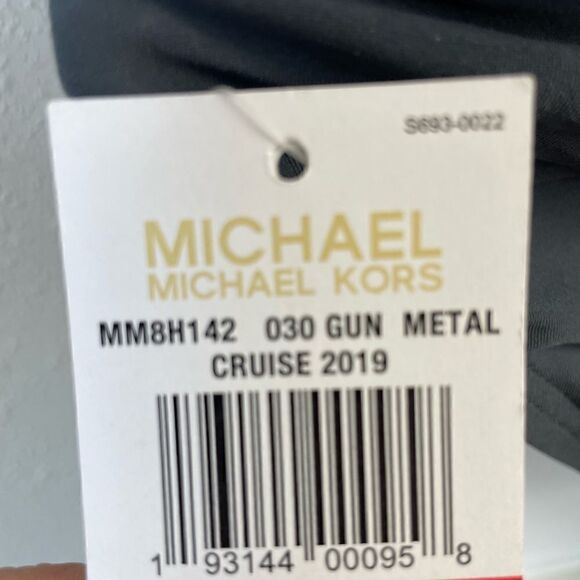 S693-0022
MICHAEL
MICHAEL KORS
MM8H142 030 GUN METAL
CRUISE 2019
1 93144 00095 8